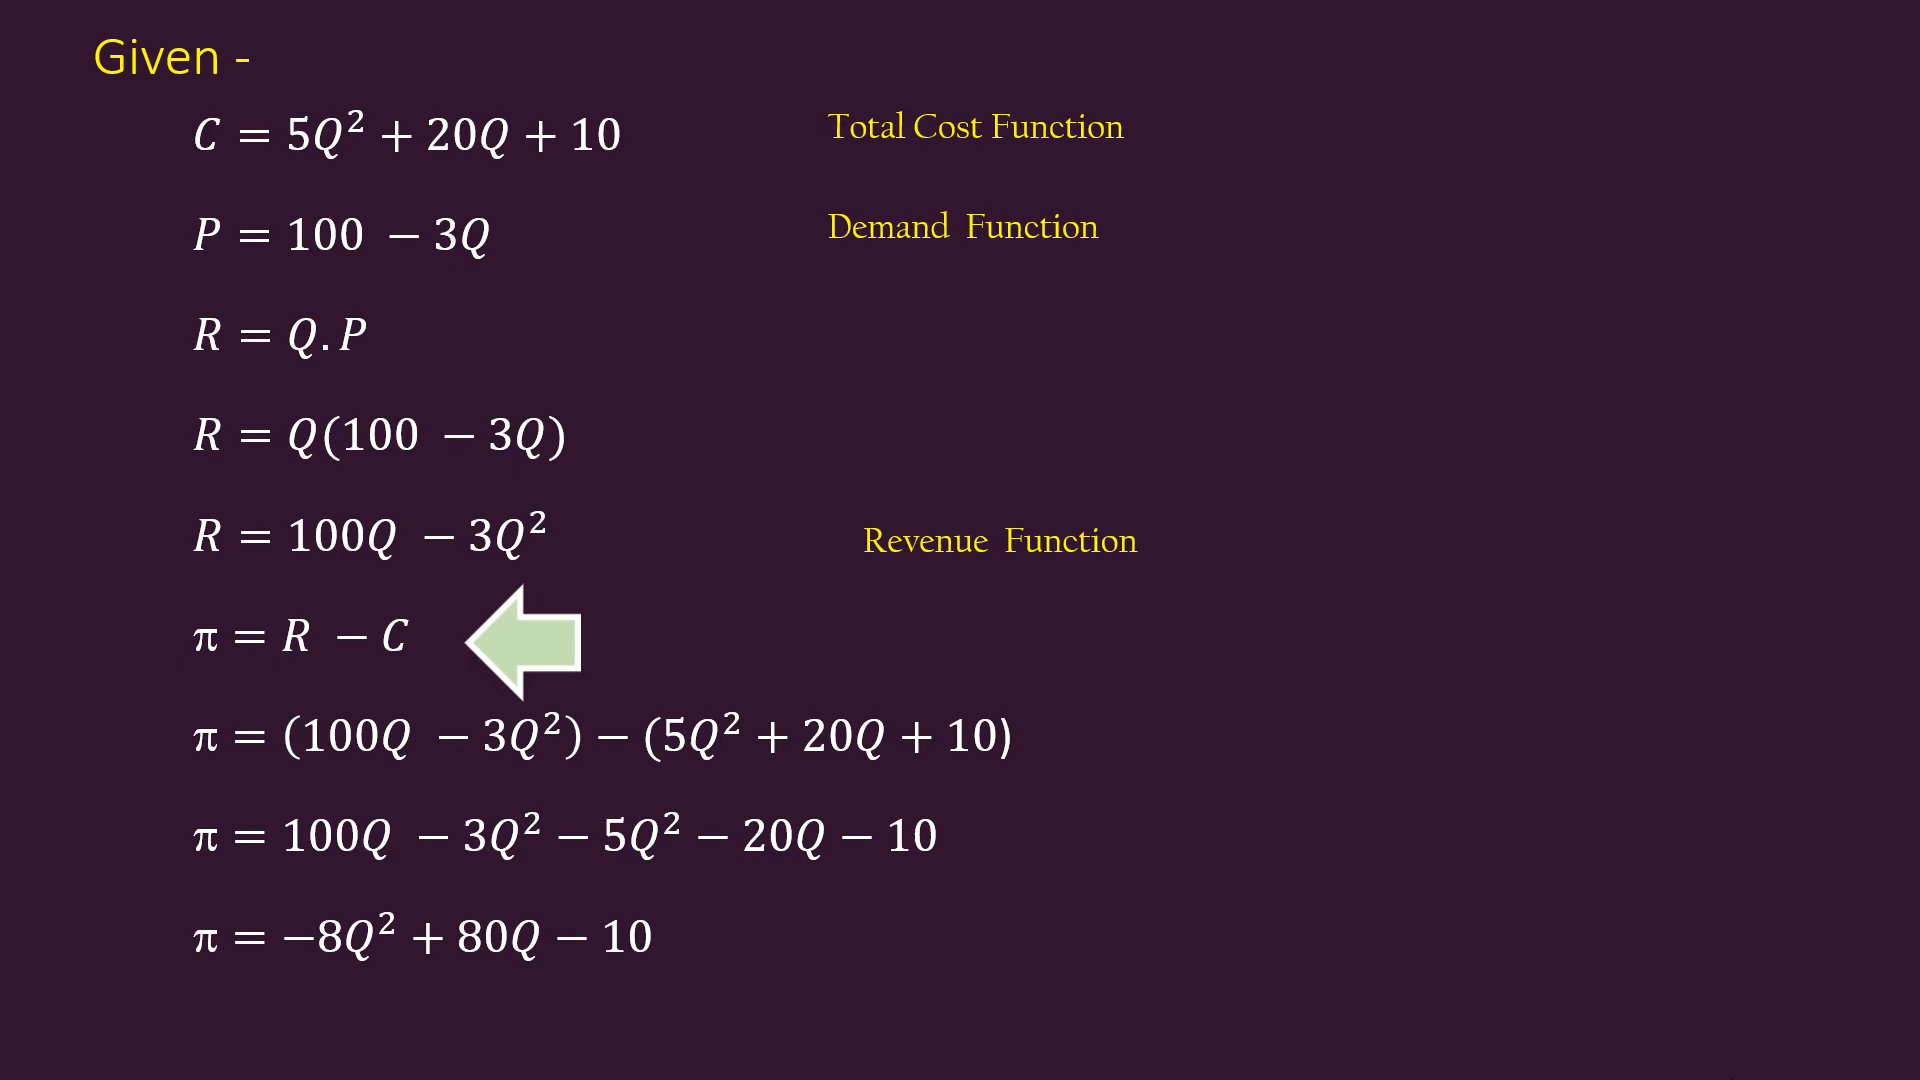 Given -
C = 5Q² + 20Q + 10 Total Cost Function
P = 100 − 3Q Demand Function
R = Q.P
R = Q(100 − 3Q)
R = 100Q − 3Q² Revenue Function
π = R − C
π = (100Q − 3Q²) − (5Q² + 20Q + 10)
π = 100Q − 3Q² − 5Q² − 20Q − 10
π = −8Q² + 80Q − 10